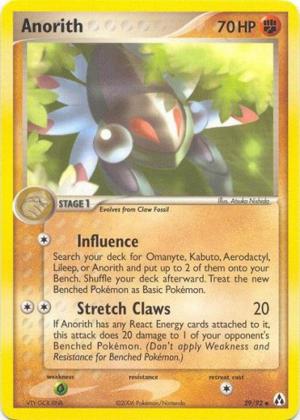 Anorith 70 HP
Illus. Atsuko Nishida
STAGE 1
Evolves from Claw Fossil
Influence
Search your deck for Omanyte, Kabuto, Aerodactyl,
Lileep, or Anorith and put up to 2 of them onto your
Bench. Shuffle your deck afterward. Treat the new
Benched Pokémon as Basic Pokémon.
Stretch Claws 20
If Anorith has any React Energy cards attached to it,
this attack does 20 damage to 1 of your opponent's
Benched Pokémon. (Don't apply Weakness and
Resistance for Benched Pokémon.)
weakness resistance retreat cost
©2006 Pokémon/Nintendo 29/92